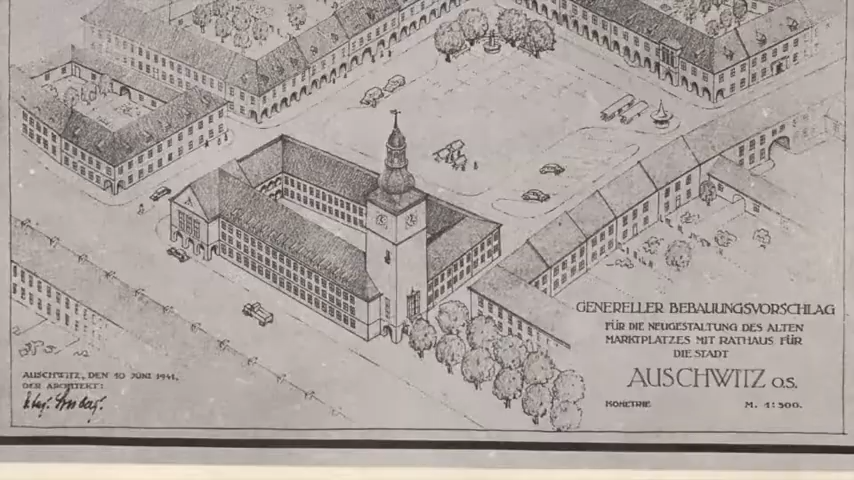 GENERELLER BEBAUUNGSVORSCHLAG
FÜR DIE NEUGESTALTUNG DES ALTEN
MARKTPLATZES MIT RATHAUS FÜR
DIE STADT
AUSCHWITZ O.S.
M. 1:500.
AUSCHWITZ, DEN 10 JUNI 1941.
DER ARCHITEKT: